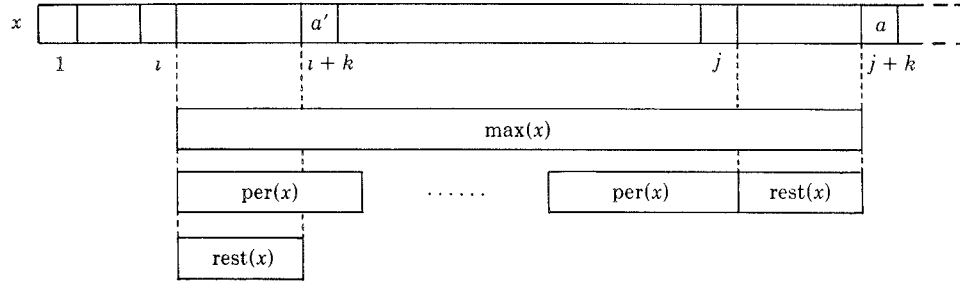 x a′ a
1 ı ı + k j j + k
max(x)
per(x) ...... per(x) rest(x)
rest(x)